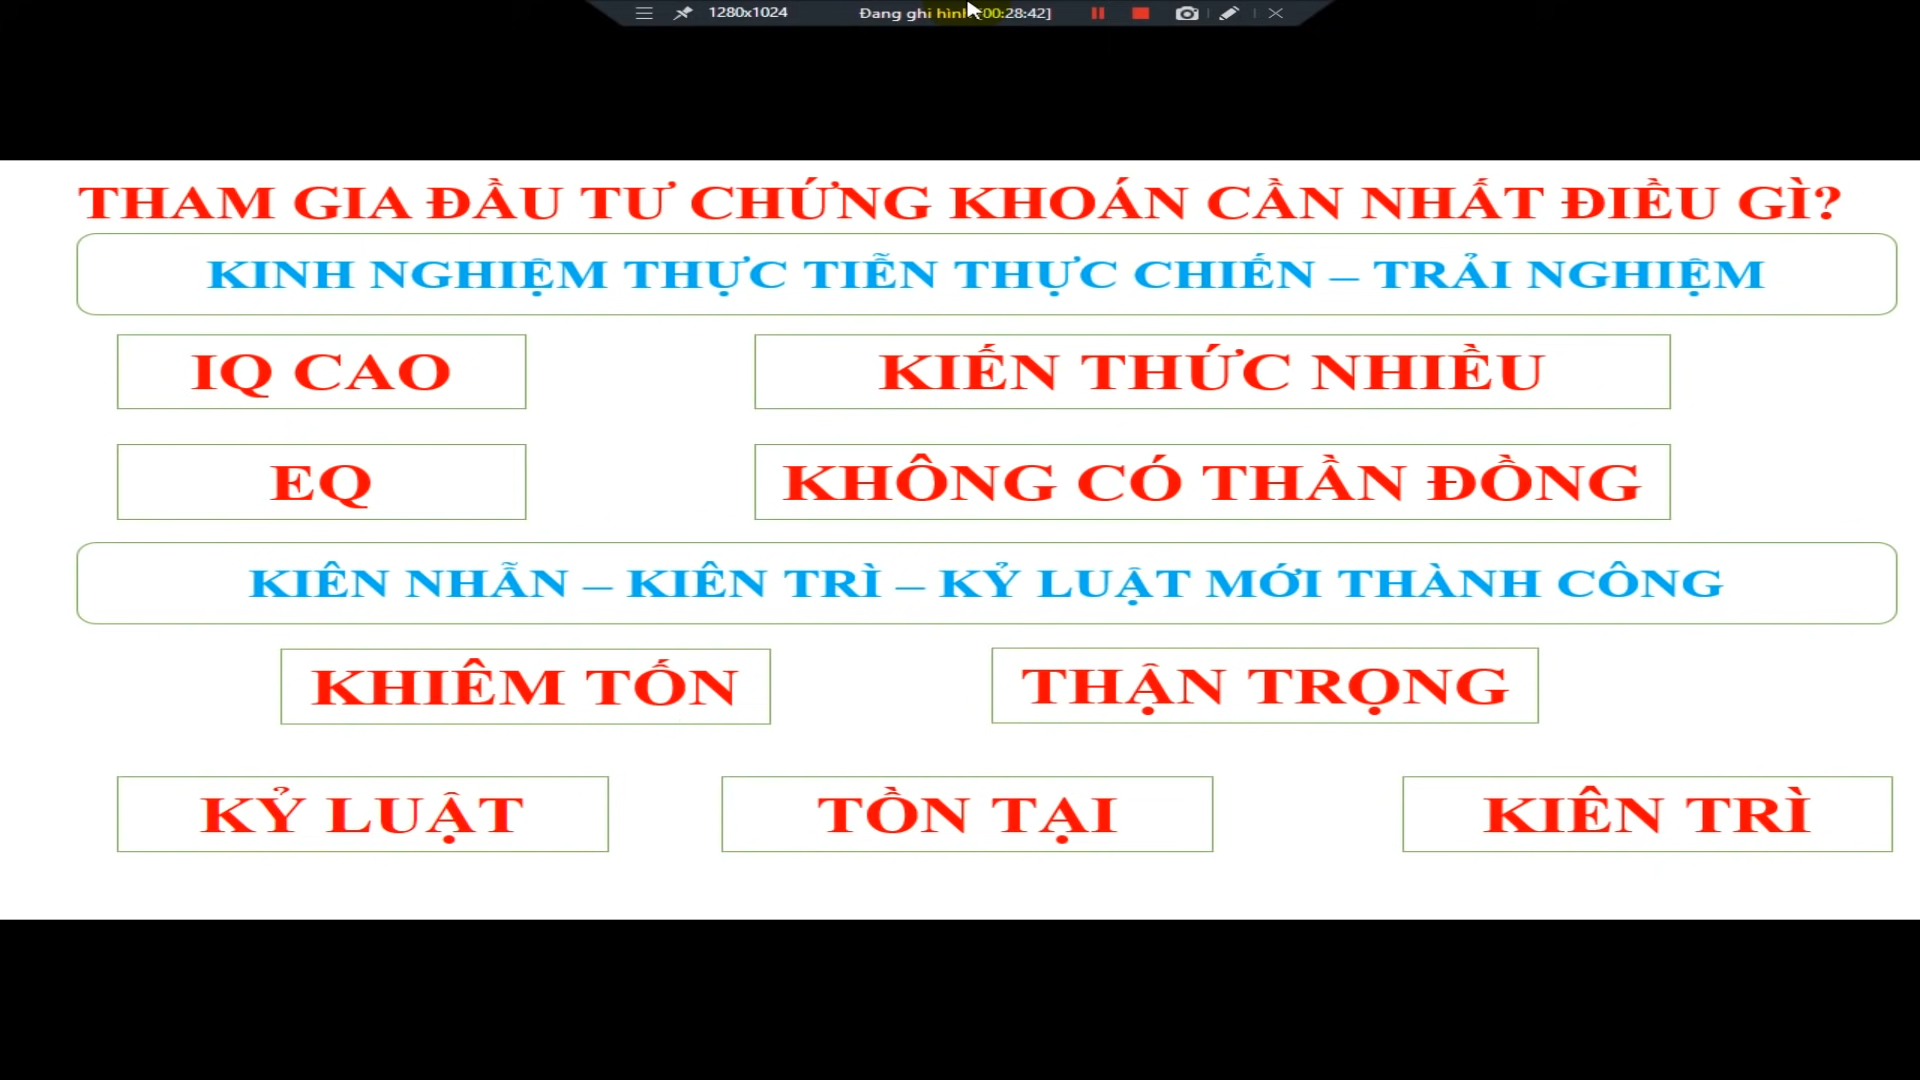 1280x1024 Đang ghi hình [00:28:42]
THAM GIA ĐẦU TƯ CHỨNG KHOÁN CẦN NHẤT ĐIỀU GÌ?
KINH NGHIỆM THỰC TIỄN THỰC CHIẾN – TRẢI NGHIỆM
IQ CAO
KIẾN THỨC NHIỀU
EQ
KHÔNG CÓ THẦN ĐỒNG
KIÊN NHẪN – KIÊN TRÌ – KỶ LUẬT MỚI THÀNH CÔNG
KHIÊM TỐN
THẬN TRỌNG
KỶ LUẬT
TỒN TẠI
KIÊN TRÌ